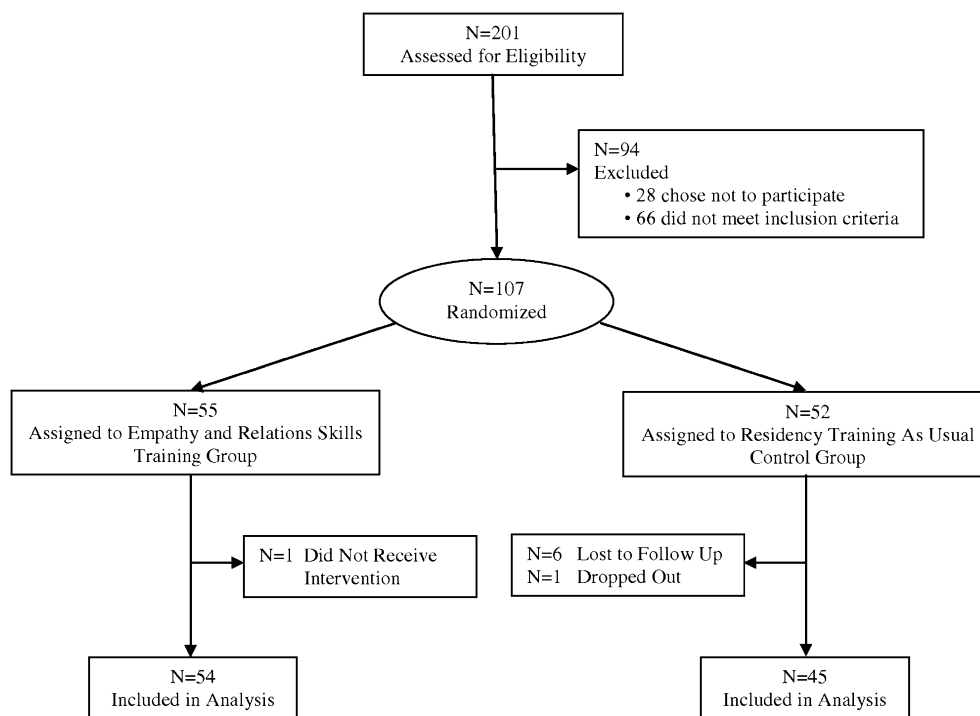 N=201
Assessed for Eligibility
N=94
Excluded
• 28 chose not to participate
• 66 did not meet inclusion criteria
N=107
Randomized
N=55
Assigned to Empathy and Relations Skills
Training Group
N=52
Assigned to Residency Training As Usual
Control Group
N=1 Did Not Receive
Intervention
N=6 Lost to Follow Up
N=1 Dropped Out
N=54
Included in Analysis
N=45
Included in Analysis